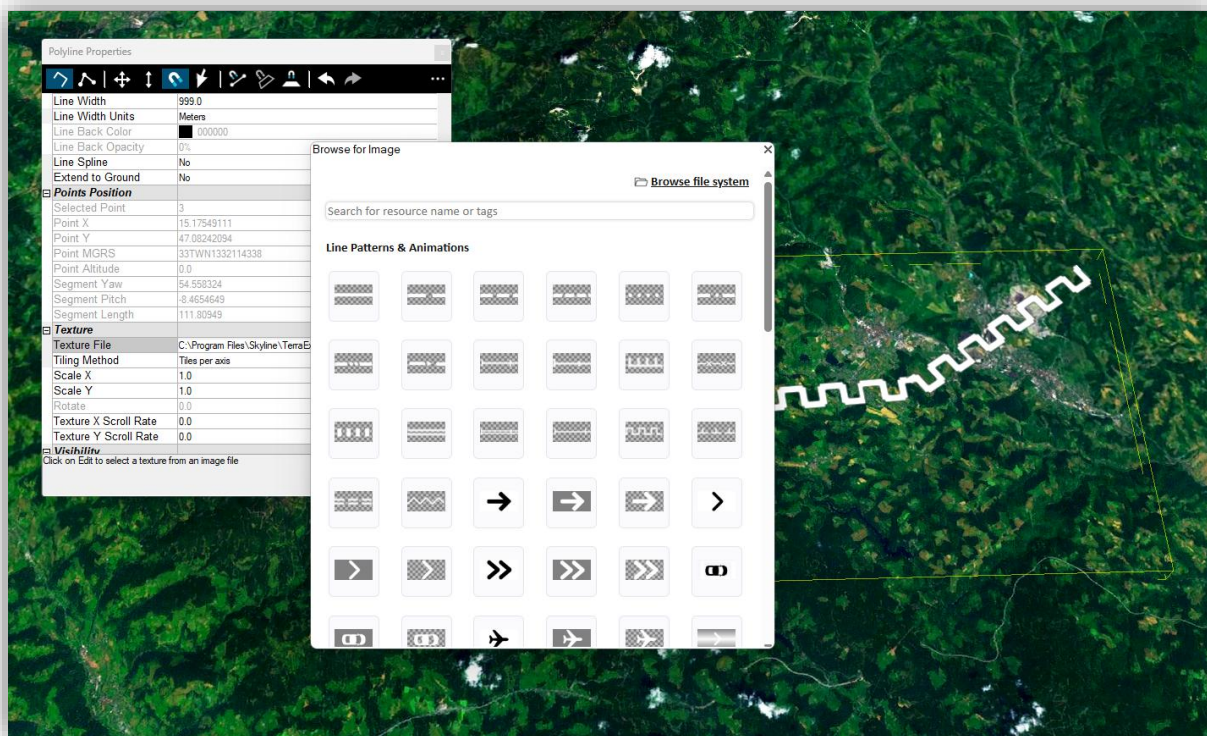 Polyline Properties
Line Width 999.0
Line Width Units Meters
Line Back Color 000000
Line Back Opacity 0%
Line Spline No
Extend to Ground No
Points Position
Selected Point 3
Point X 15.17549111
Point Y 47.08242094
Point MGRS 33TWN1332114338
Point Altitude 0.0
Segment Yaw 54.558324
Segment Pitch -8.4654649
Segment Length 111.80949
Texture
Texture File C:\Program Files\Skyline\TerraEx
Tiling Method Tiles per axis
Scale X 1.0
Scale Y 1.0
Rotate 0.0
Texture X Scroll Rate 0.0
Texture Y Scroll Rate 0.0
Visibility
Click on Edit to select a texture from an image file
Browse for Image
Browse file system
Search for resource name or tags
Line Patterns & Animations